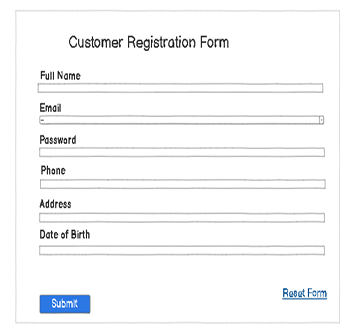 Customer Registration Form
Full Name
Email
Password
Phone
Address
Date of Birth
Reset Form
Submit